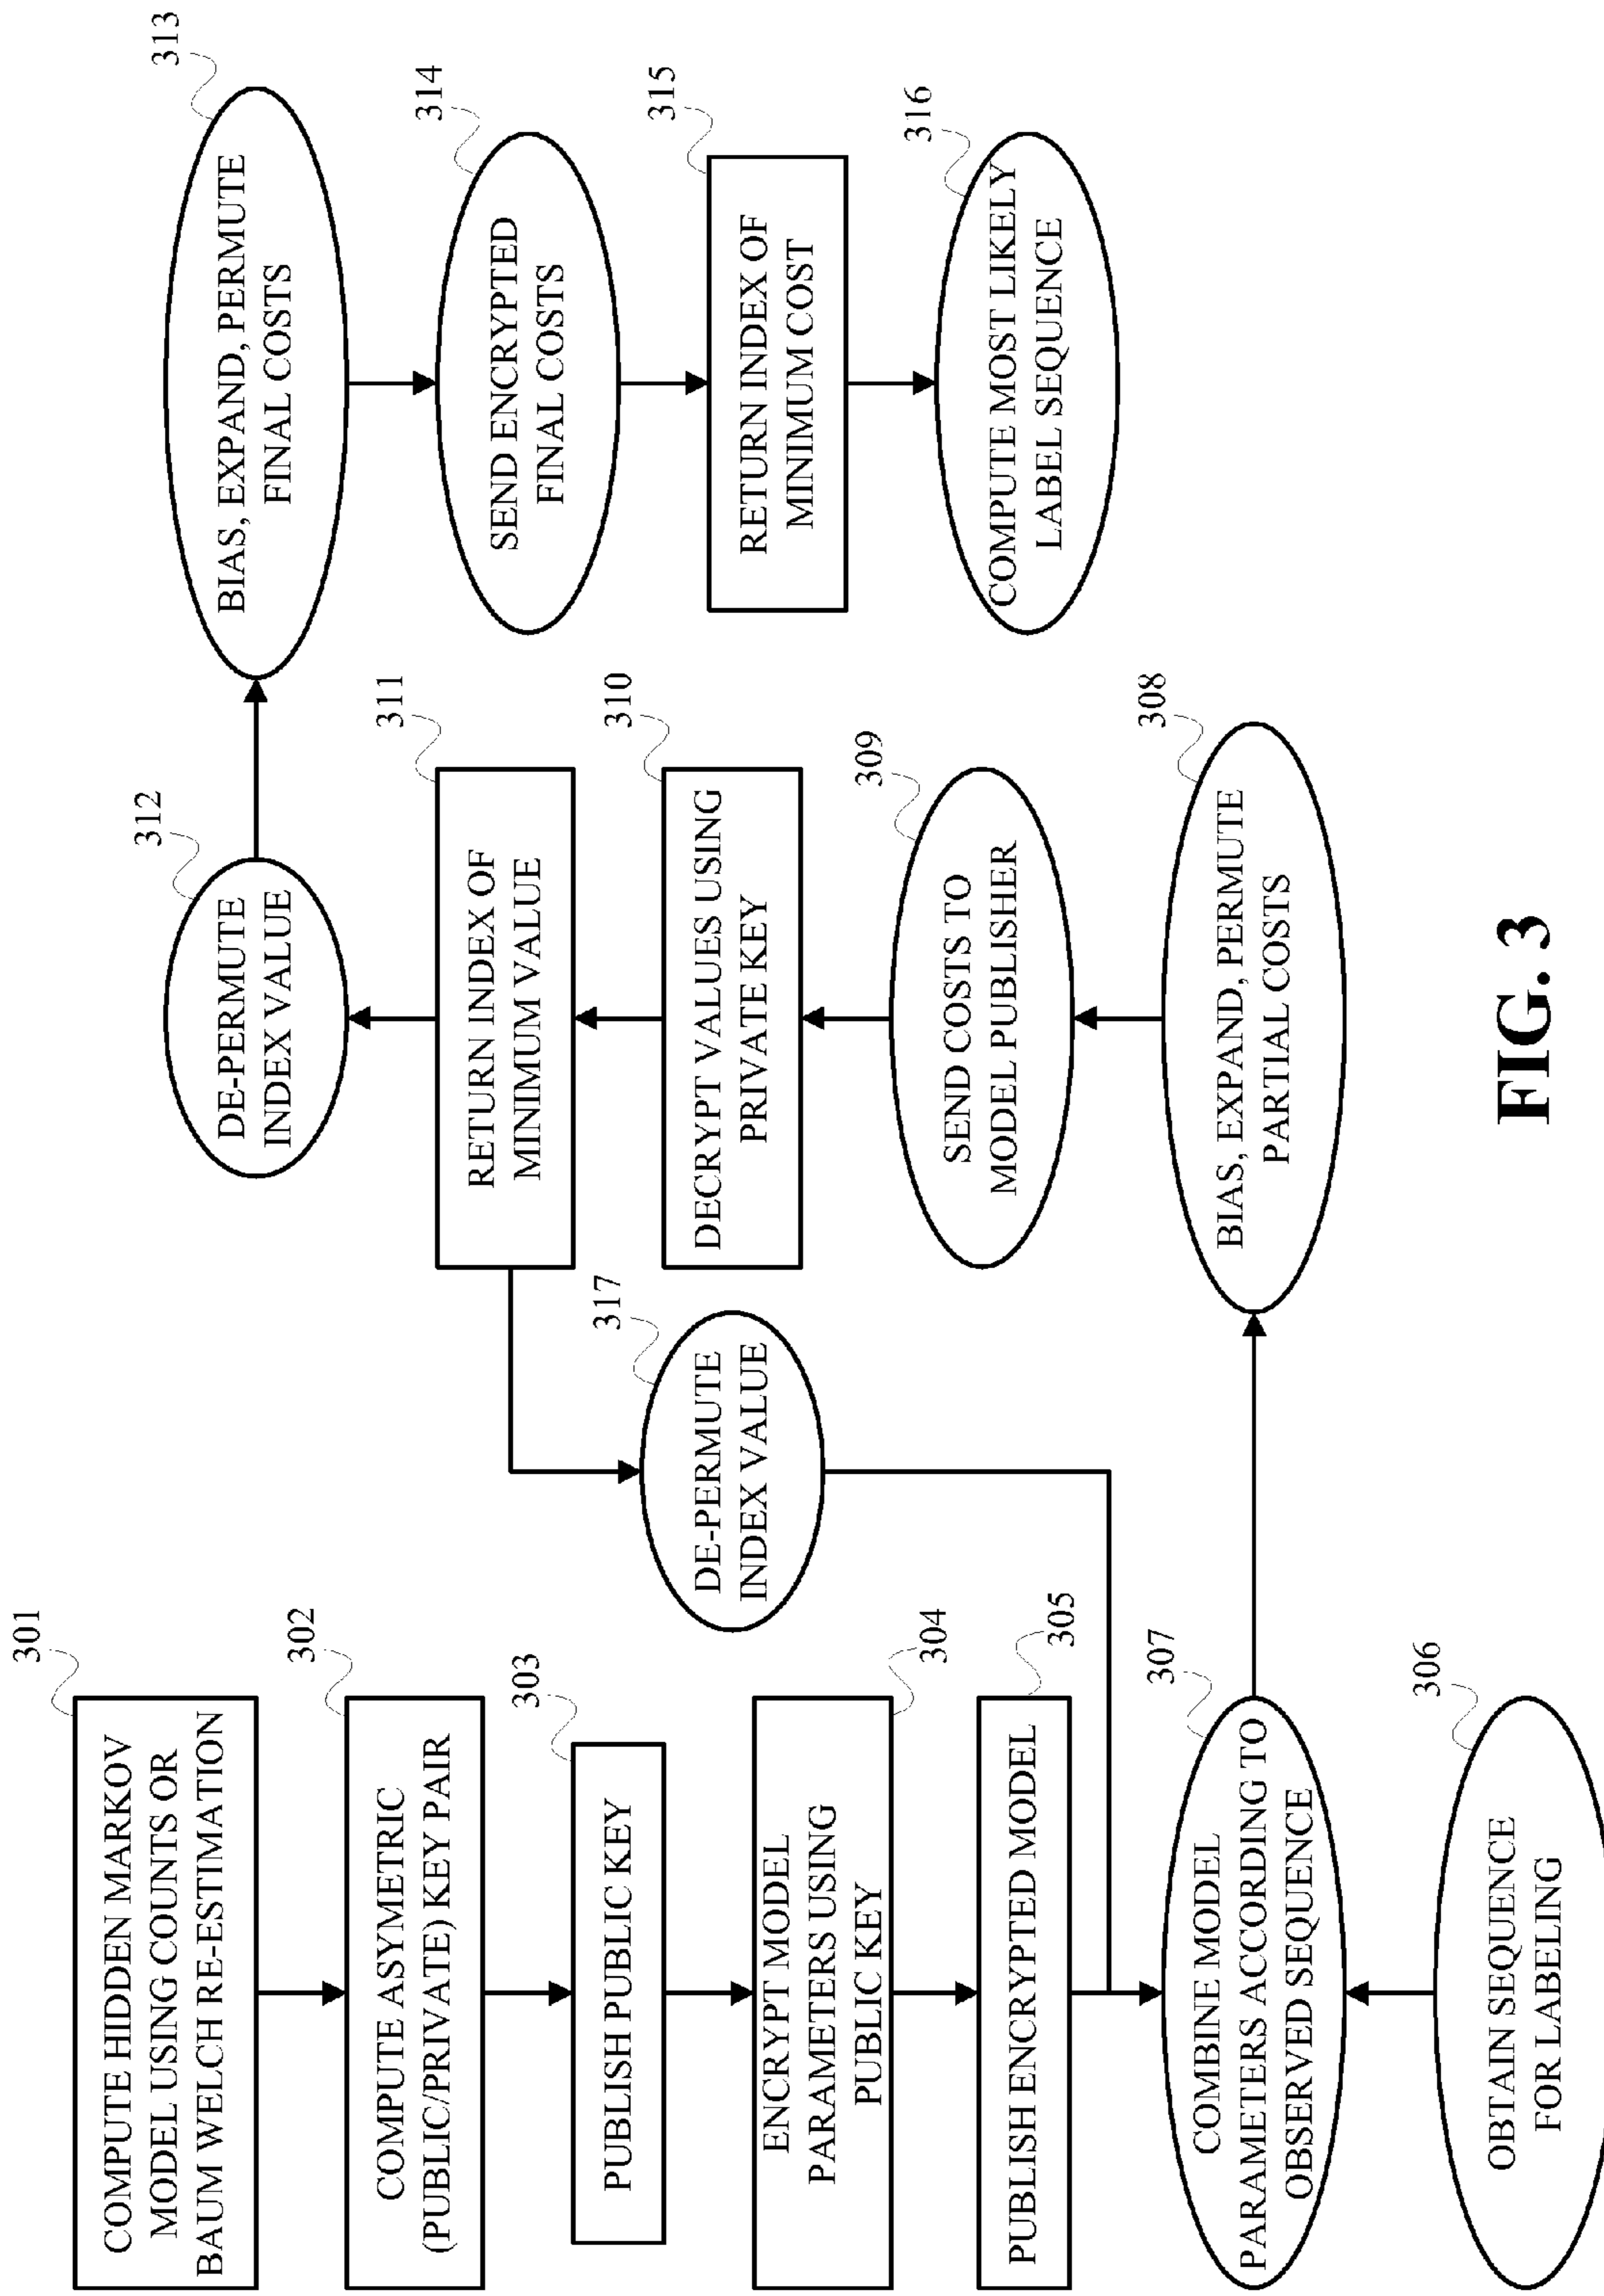 301
COMPUTE HIDDEN MARKOV
MODEL USING COUNTS OR
BAUM WELCH RE-ESTIMATION
302
COMPUTE ASYMETRIC
(PUBLIC/PRIVATE) KEY PAIR
303
PUBLISH PUBLIC KEY
304
ENCRYPT MODEL
PARAMETERS USING
PUBLIC KEY
305
PUBLISH ENCRYPTED MODEL
307
COMBINE MODEL
PARAMETERS ACCORDING TO
OBSERVED SEQUENCE
306
OBTAIN SEQUENCE
FOR LABELING
317
DE-PERMUTE
INDEX VALUE
312
DE-PERMUTE
INDEX VALUE
311
RETURN INDEX OF
MINIMUM VALUE
310
DECRYPT VALUES USING
PRIVATE KEY
309
SEND COSTS TO
MODEL PUBLISHER
308
BIAS, EXPAND, PERMUTE
PARTIAL COSTS
313
BIAS, EXPAND, PERMUTE
FINAL COSTS
314
SEND ENCRYPTED
FINAL COSTS
315
RETURN INDEX OF
MINIMUM COST
316
COMPUTE MOST LIKELY
LABEL SEQUENCE
FIG. 3